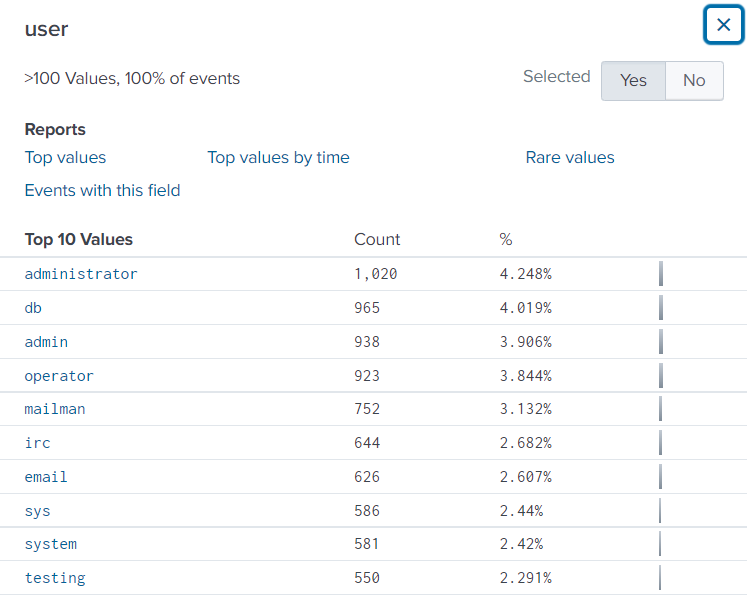 user
>100 Values, 100% of events Selected Yes No
Reports
Top values Top values by time Rare values
Events with this field
Top 10 Values Count %
administrator 1,020 4.248%
db 965 4.019%
admin 938 3.906%
operator 923 3.844%
mailman 752 3.132%
irc 644 2.682%
email 626 2.607%
sys 586 2.44%
system 581 2.42%
testing 550 2.291%